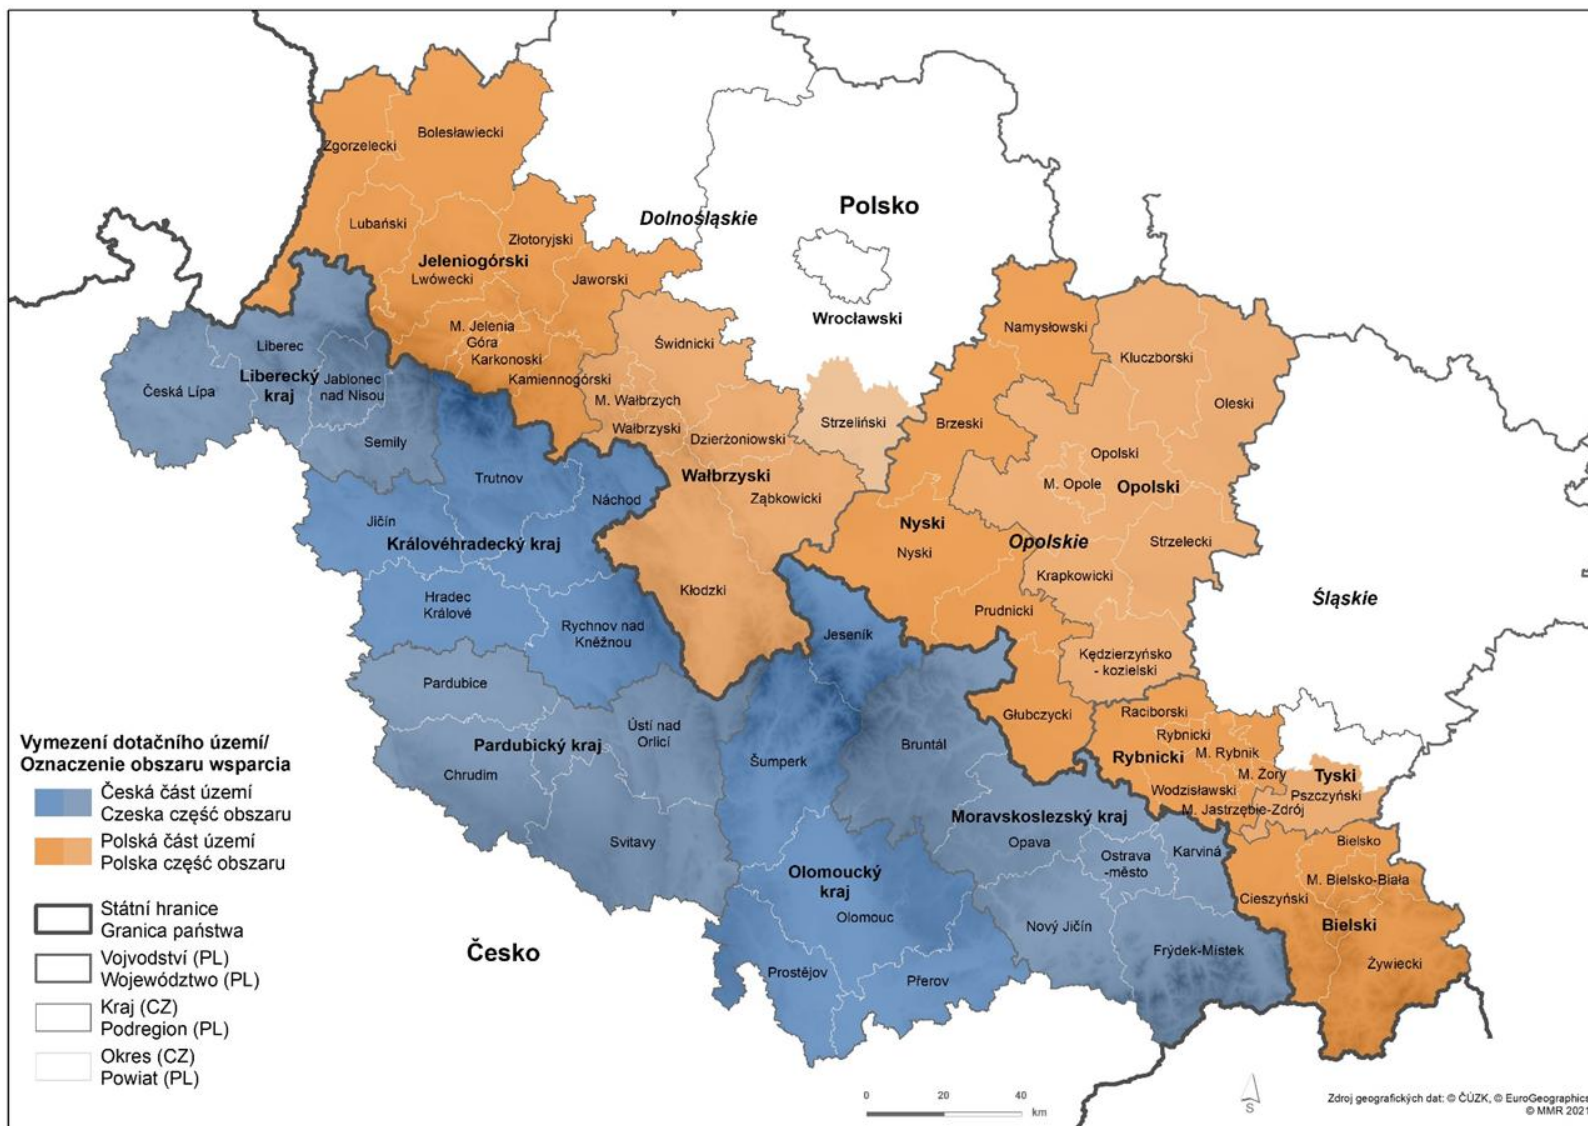 Bolesławiecki
Zgorzelecki
Polsko
Dolnośląskie
Lubański
Złotoryjski
Jeleniogórski
Lwówecki
Jaworski
Wrocławski
M. Jelenia
Góra
Namysłowski
Świdnicki
Liberec
Karkonoski
Kluczborski
Liberecký
kraj
Jablonec
nad Nisou
Kamiennogórski
Česká Lípa
M. Wałbrzych
Oleski
Strzeliński
Brzeski
Wałbrzyski
Dzierżoniowski
Semily
Opolski
Trutnov
Wałbrzyski
M. Opole
Opolski
Náchod
Ząbkowicki
Jičín
Nyski
Královéhradecký kraj
Opolskie
Strzelecki
Nyski
Krapkowicki
Kłodzki
Hradec
Králové
Śląskie
Prudnicki
Rychnov nad
Kněžnou
Jeseník
Kędzierzyńsko
- kozielski
Pardubice
Głubczycki
Raciborski
Ústí nad
Orlicí
Rybnicki
Pardubický kraj
Bruntál
M. Rybnik
Rybnicki
Šumperk
Chrudim
M. Żory
Tyski
Wodzisławski
Pszczyński
M. Jastrzębie-Zdrój
Moravskoslezský kraj
Svitavy
Opava
Ostrava
-město
Karviná
Bielsko
Olomoucký
kraj
M. Bielsko-Biała
Cieszyński
Olomouc
Nový Jičín
Bielski
Česko
Frýdek-Místek
Żywiecki
Prostějov
Přerov
Vymezení dotačního území/
Oznaczenie obszaru wsparcia
Česká část území
Czeska część obszaru
Polská část území
Polska część obszaru
Státní hranice
Granica państwa
Vojvodství (PL)
Województwo (PL)
Kraj (CZ)
Podregion (PL)
Okres (CZ)
Powiat (PL)
0 20 40
km
S
Zdroj geografických dat: © ČÚZK, © EuroGeographics
© MMR 2021